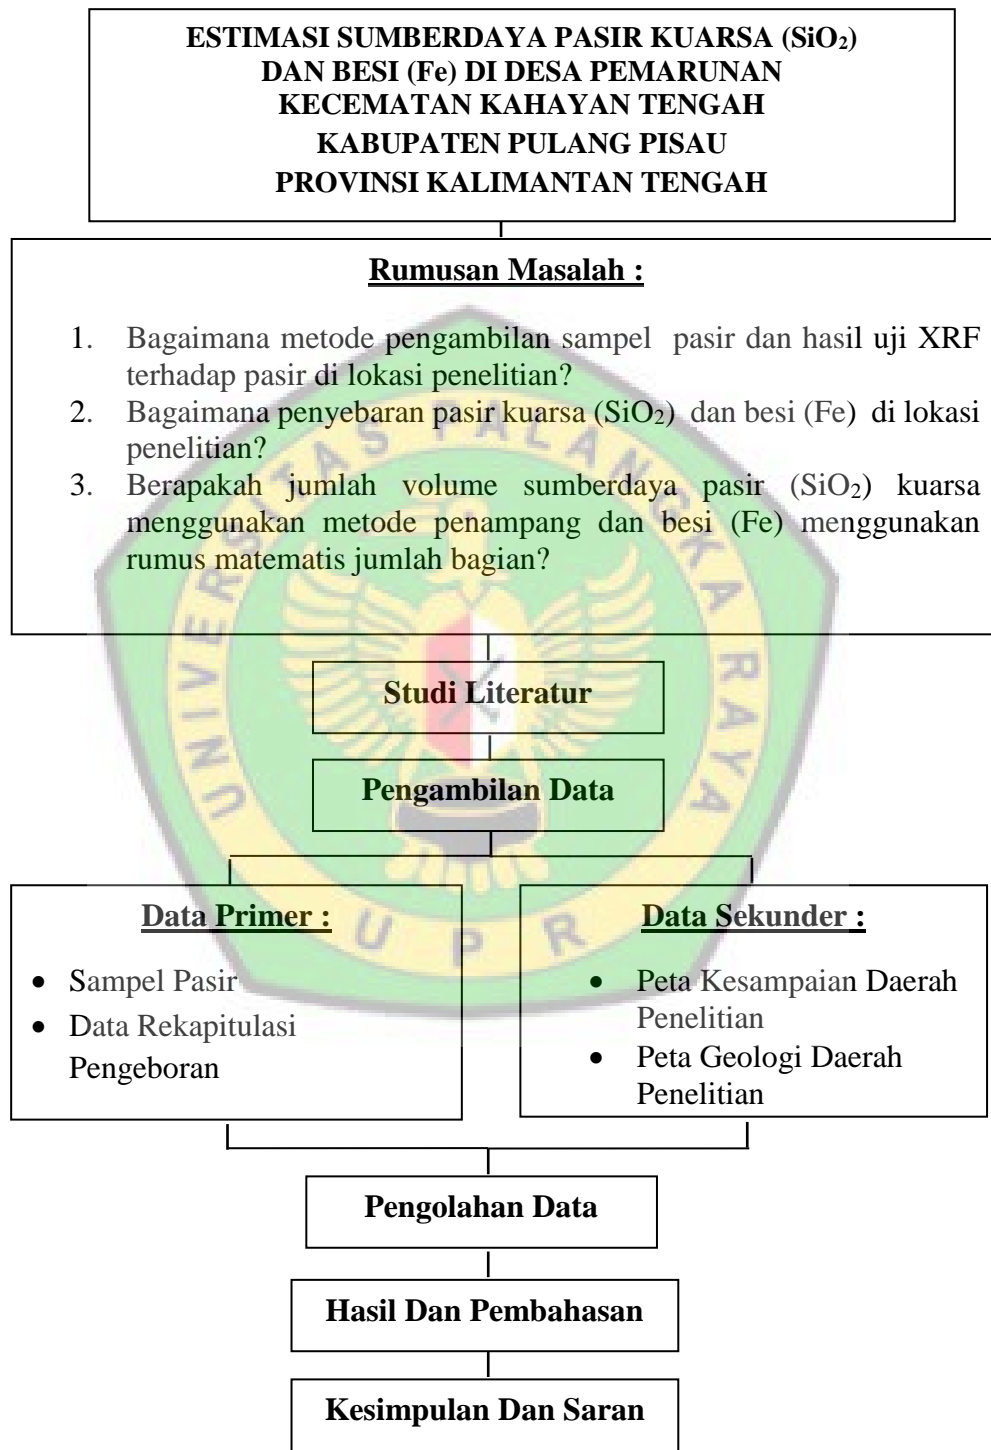 ESTIMASI SUMBERDAYA PASIR KUARSA (SiO₂)
DAN BESI (Fe) DI DESA PEMARUNAN
KECEMATAN KAHAYAN TENGAH
KABUPATEN PULANG PISAU
PROVINSI KALIMANTAN TENGAH
Rumusan Masalah :
1. Bagaimana metode pengambilan sampel pasir dan hasil uji XRF
terhadap pasir di lokasi penelitian?
2. Bagaimana penyebaran pasir kuarsa (SiO₂) dan besi (Fe) di lokasi
penelitian?
3. Berapakah jumlah volume sumberdaya pasir (SiO₂) kuarsa
menggunakan metode penampang dan besi (Fe) menggunakan
rumus matematis jumlah bagian?
Studi Literatur
Pengambilan Data
Data Primer :
• Sampel Pasir
• Data Rekapitulasi
Pengeboran
Data Sekunder :
• Peta Kesampaian Daerah
Penelitian
• Peta Geologi Daerah
Penelitian
Pengolahan Data
Hasil Dan Pembahasan
Kesimpulan Dan Saran
UNIVERSITAS PALANGKA RAYA
U P R